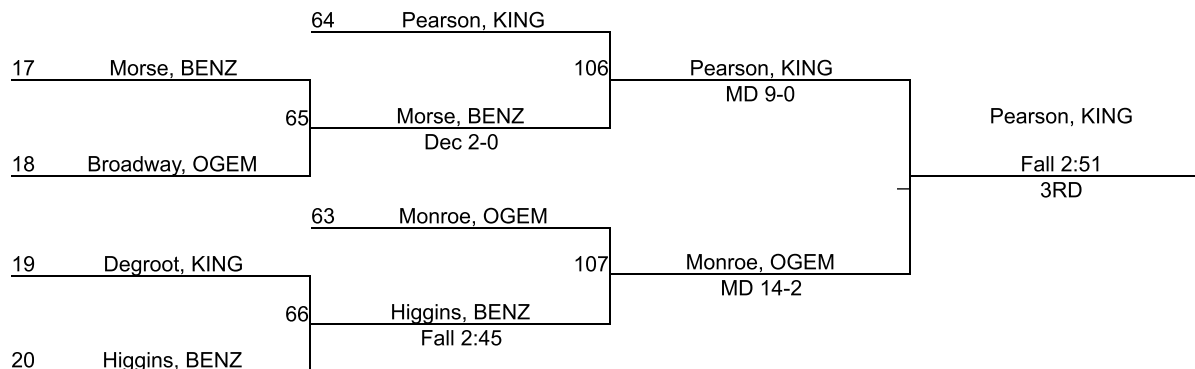 64 Pearson, KING
17 Morse, BENZ
106 Pearson, KING
MD 9-0
65 Morse, BENZ
Dec 2-0
Pearson, KING
18 Broadway, OGEM
Fall 2:51
3RD
63 Monroe, OGEM
19 Degroot, KING
107 Monroe, OGEM
MD 14-2
66 Higgins, BENZ
Fall 2:45
20 Higgins, BENZ